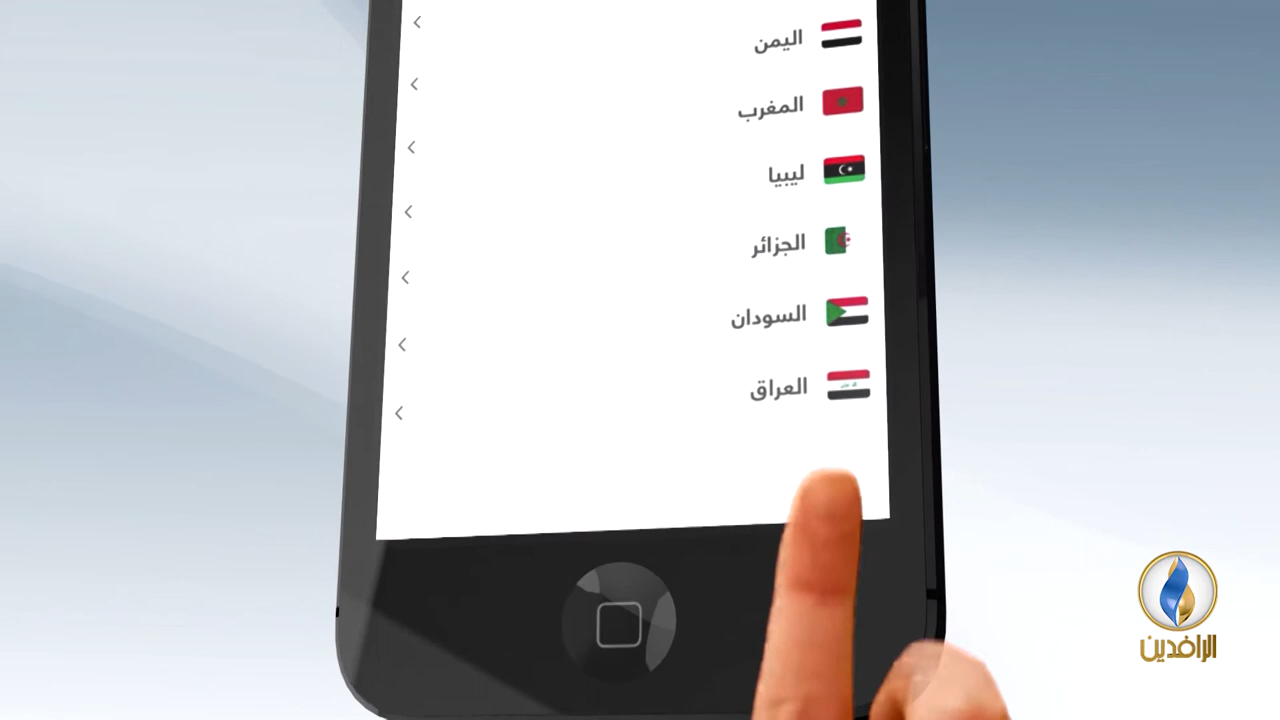 اليمن
المغرب
ليبيا
الجزائر
السودان
العراق
الرافدين